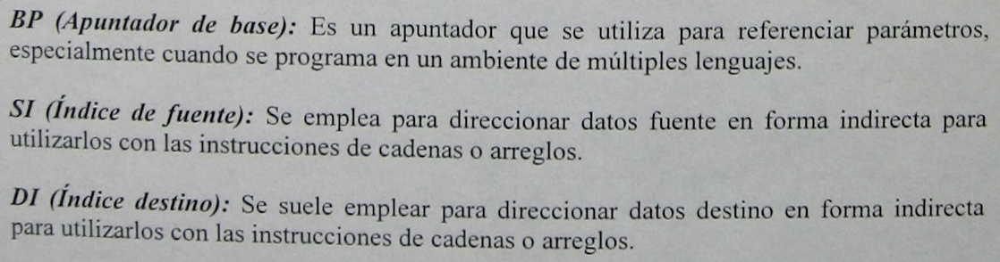 BP (Apuntador de base): Es un apuntador que se utiliza para referenciar parámetros,
especialmente cuando se programa en un ambiente de múltiples lenguajes.
SI (Índice de fuente): Se emplea para direccionar datos fuente en forma indirecta para
utilizarlos con las instrucciones de cadenas o arreglos.
DI (Índice destino): Se suele emplear para direccionar datos destino en forma indirecta
para utilizarlos con las instrucciones de cadenas o arreglos.